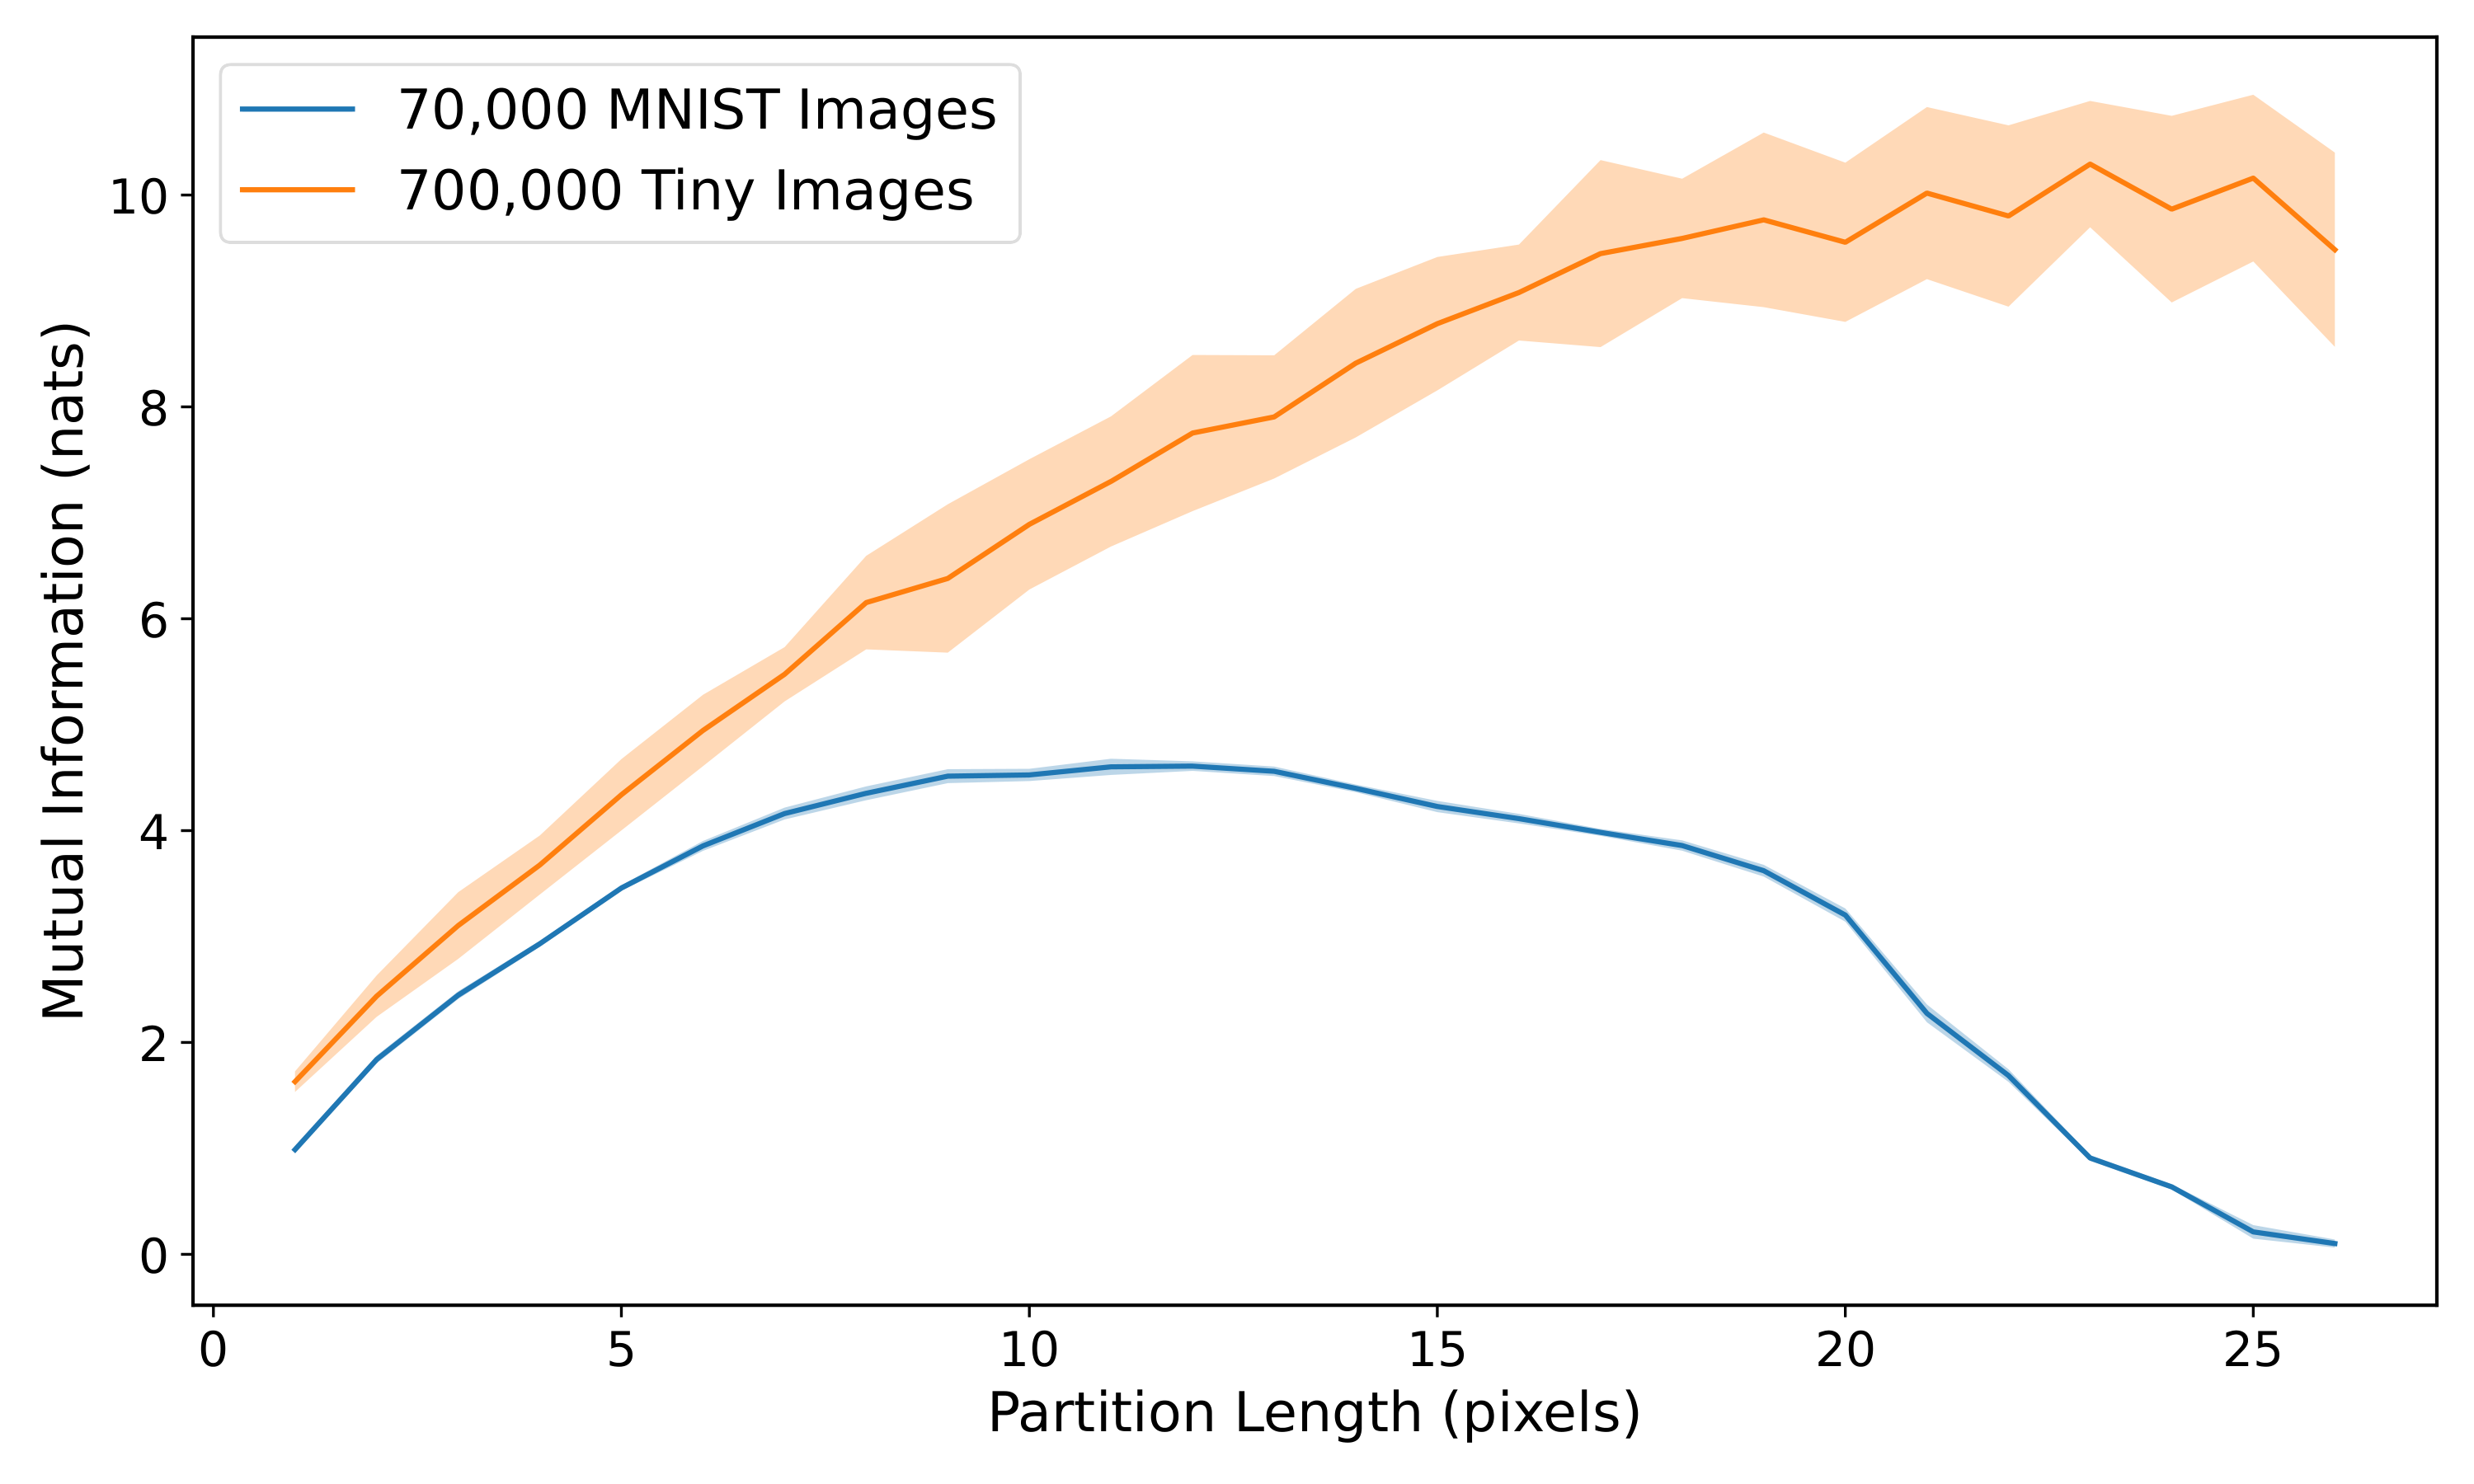 70,000 MNIST Images
700,000 Tiny Images
Mutual Information (nats)
10
8
6
4
2
0
0 5 10 15 20 25
Partition Length (pixels)